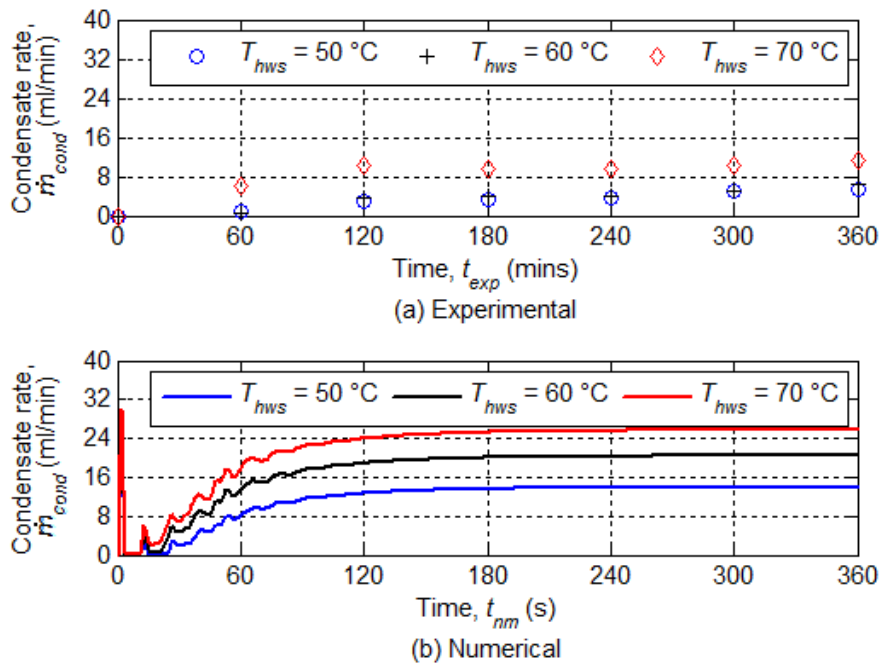 40
32
24
16
8
0
Condensate rate,
ṁcond (ml/min)
Thws = 50 °C Thws = 60 °C Thws = 70 °C
0 60 120 180 240 300 360
Time, texp (mins)
(a) Experimental
40
32
24
16
8
0
Condensate rate,
ṁcond (ml/min)
Thws = 50 °C Thws = 60 °C Thws = 70 °C
0 60 120 180 240 300 360
Time, tnm (s)
(b) Numerical